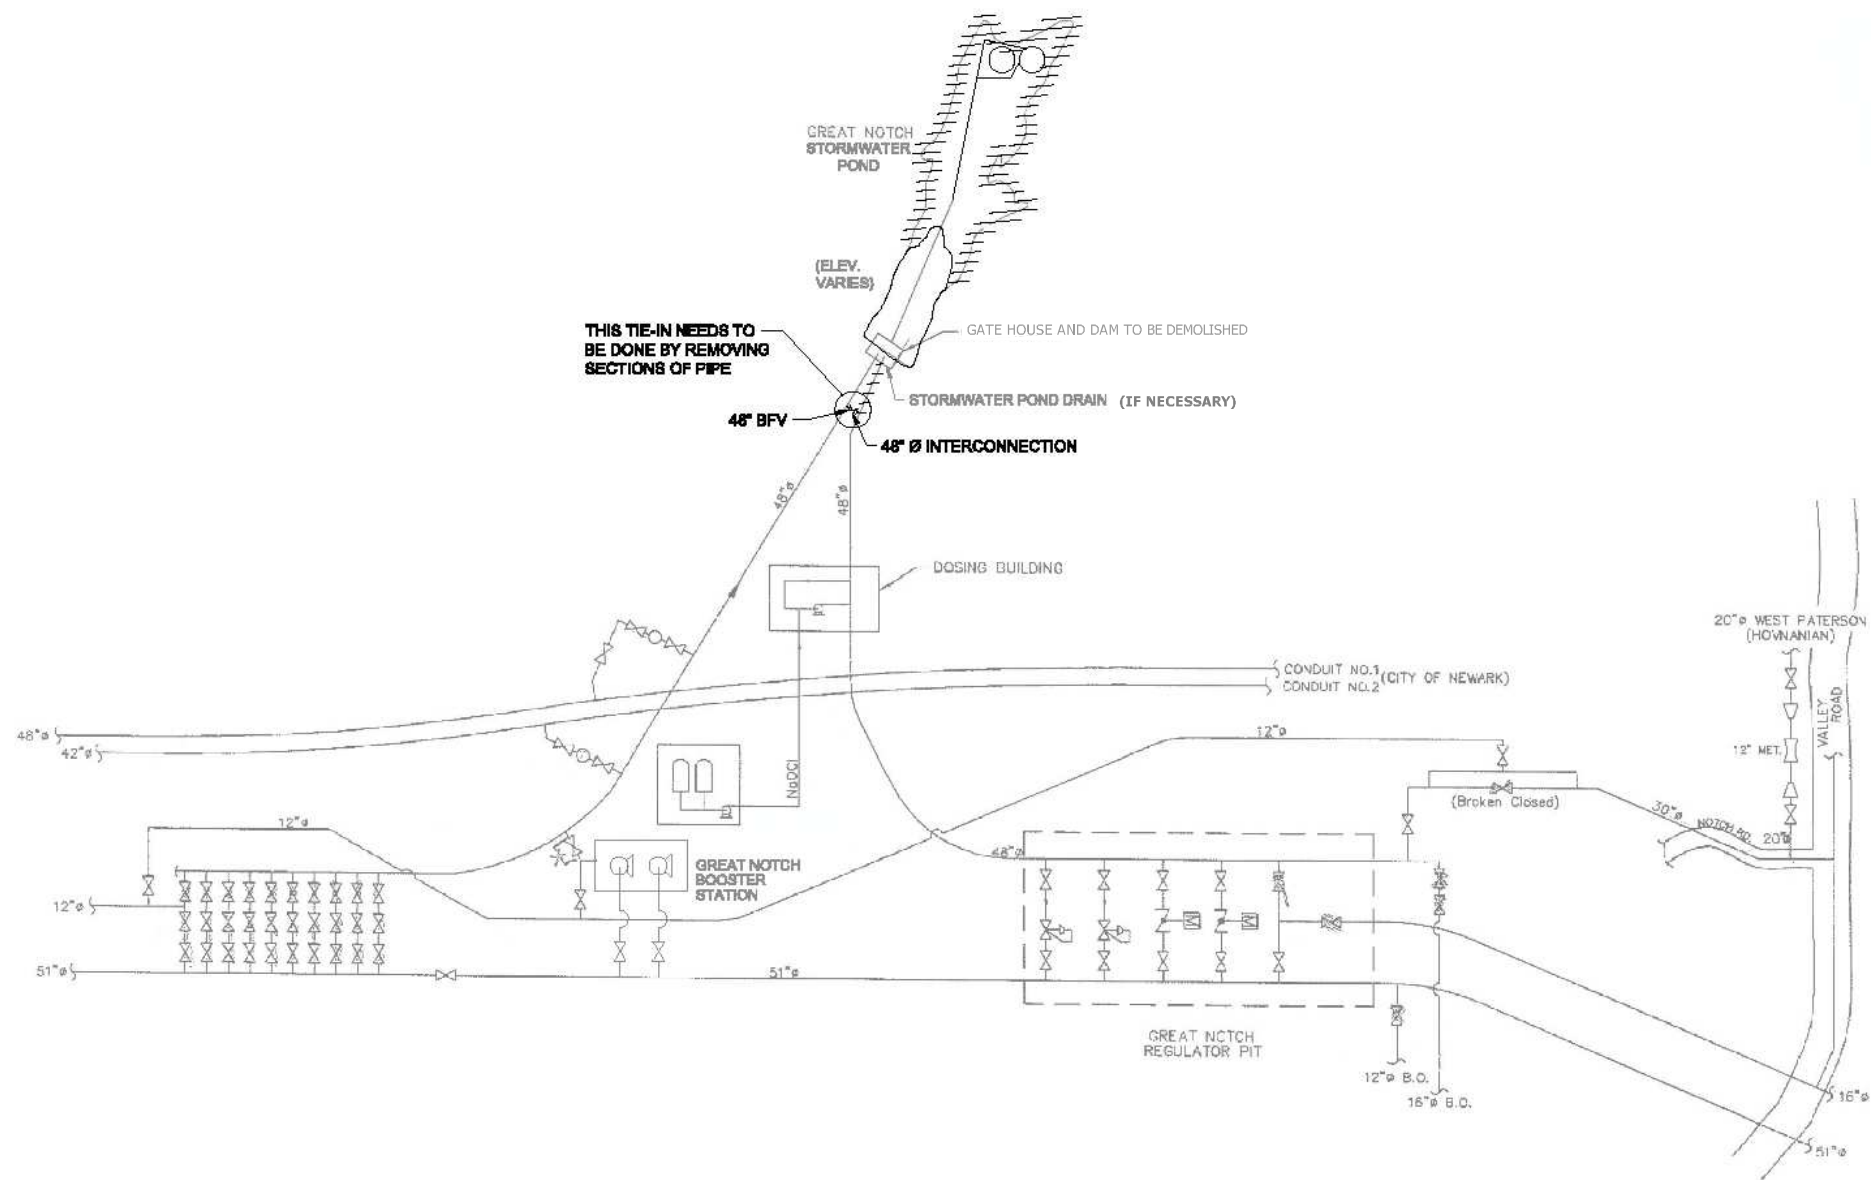 GREAT NOTCH
STORMWATER
POND
(ELEV.
VARIES)
THIS TIE-IN NEEDS TO
BE DONE BY REMOVING
SECTIONS OF PIPE
GATE HOUSE AND DAM TO BE DEMOLISHED
STORMWATER POND DRAIN (IF NECESSARY)
48" BFV
48" Ø INTERCONNECTION
48"ø
48"ø
DOSING BUILDING
20"ø WEST PATERSON
(HOVNANIAN)
CONDUIT NO.1
CONDUIT NO.2
(CITY OF NEWARK)
VALLEY
ROAD
48"ø
42"ø
12"ø
12" MET.
NaOCl
(Broken Closed)
30"ø
NOTCH RD.
20"ø
12"ø
GREAT NOTCH
BOOSTER
STATION
48"ø
12"ø
M
M
51"ø
51"ø
GREAT NOTCH
REGULATOR PIT
12"ø B.O.
16"ø B.O.
16"ø
51"ø